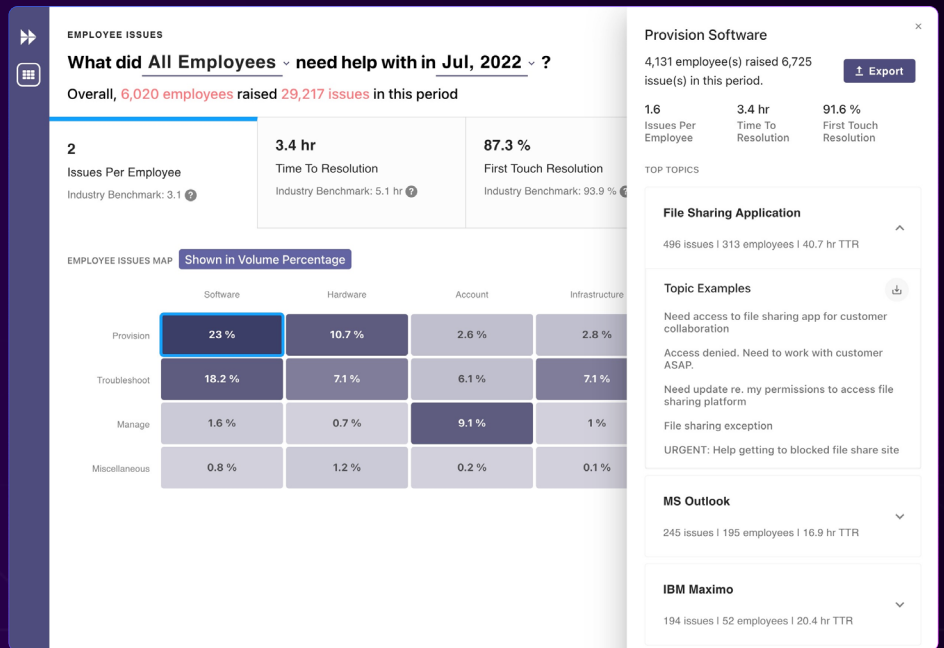 EMPLOYEE ISSUES
What did All Employees need help with in Jul, 2022 ?
Overall, 6,020 employees raised 29,217 issues in this period
2
Issues Per Employee
Industry Benchmark: 3.1 ?
3.4 hr
Time To Resolution
Industry Benchmark: 5.1 hr ?
87.3 %
First Touch Resolution
Industry Benchmark: 93.9 % ?
EMPLOYEE ISSUES MAP Shown in Volume Percentage
Software Hardware Account Infrastructure
Provision 23 % 10.7 % 2.6 % 2.8 %
Troubleshoot 18.2 % 7.1 % 6.1 % 7.1 %
Manage 1.6 % 0.7 % 9.1 % 1 %
Miscellaneous 0.8 % 1.2 % 0.2 % 0.1 %
Provision Software
4,131 employee(s) raised 6,725
issue(s) in this period.
Export
1.6
Issues Per
Employee
3.4 hr
Time To
Resolution
91.6 %
First Touch
Resolution
TOP TOPICS
File Sharing Application
496 issues | 313 employees | 40.7 hr TTR
Topic Examples
Need access to file sharing app for customer
collaboration
Access denied. Need to work with customer
ASAP.
Need update re. my permissions to access file
sharing platform
File sharing exception
URGENT: Help getting to blocked file share site
MS Outlook
245 issues | 195 employees | 16.9 hr TTR
IBM Maximo
194 issues | 52 employees | 20.4 hr TTR